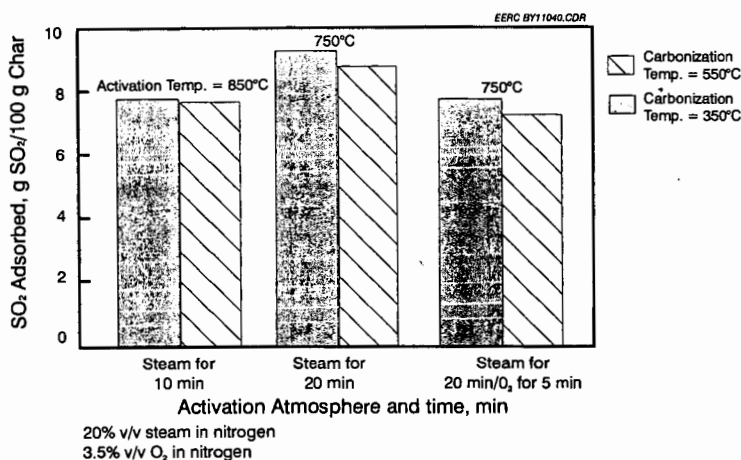 EERC BY11040.CDR
10
8
6
4
2
0
SO₂ Adsorbed, g SO₂/100 g Char
Activation Temp. = 850°C
750°C
750°C
Carbonization
Temp. = 550°C
Carbonization
Temp. = 350°C
Steam for
10 min
Steam for
20 min
Steam for
20 min/0₂ for 5 min
Activation Atmosphere and time, min
20% v/v steam in nitrogen
3.5% v/v O₂ in nitrogen